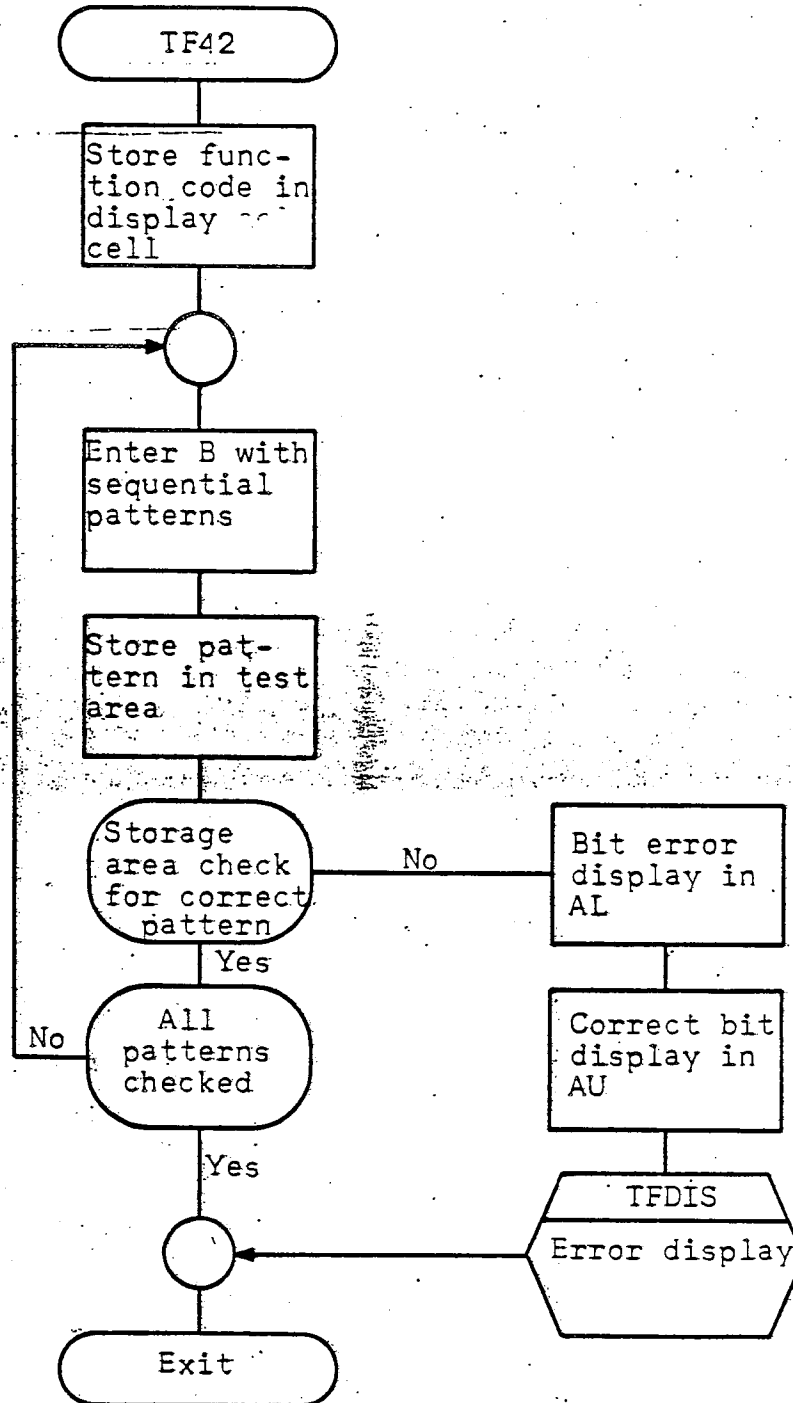 TF42
Store func-
tion code in
display
cell
Enter B with
sequential
patterns
Store pat-
tern in test
area
Storage
area check
for correct
pattern
No
Bit error
display in
AL
Yes
All
patterns
checked
No
Correct bit
display in
AU
Yes
TFDIS
Error display
Exit